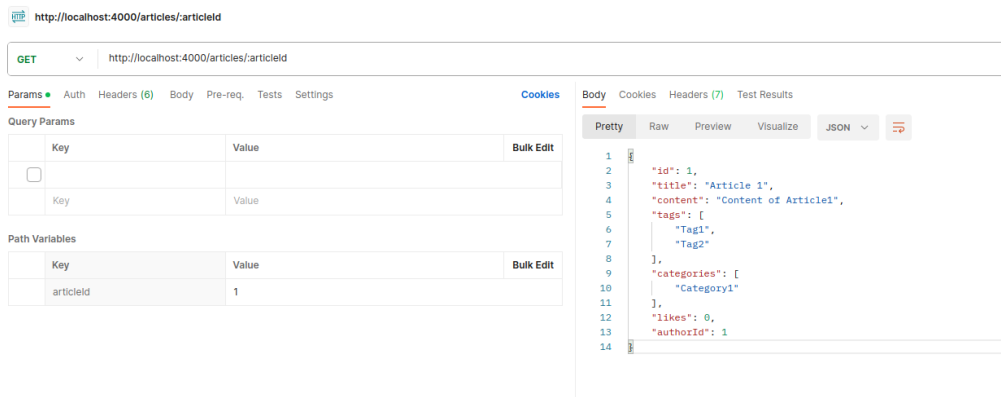 HTTP http://localhost:4000/articles/:articleId
GET http://localhost:4000/articles/:articleId
Params Auth Headers (6) Body Pre-req. Tests Settings Cookies
Query Params
Key Value Bulk Edit
Key Value
Path Variables
Key Value Bulk Edit
articleId 1
Body Cookies Headers (7) Test Results
Pretty Raw Preview Visualize JSON
1 {
2 "id": 1,
3 "title": "Article 1",
4 "content": "Content of Article1",
5 "tags": [
6 "Tag1",
7 "Tag2"
8 ],
9 "categories": [
10 "Category1"
11 ],
12 "likes": 0,
13 "authorId": 1
14 }